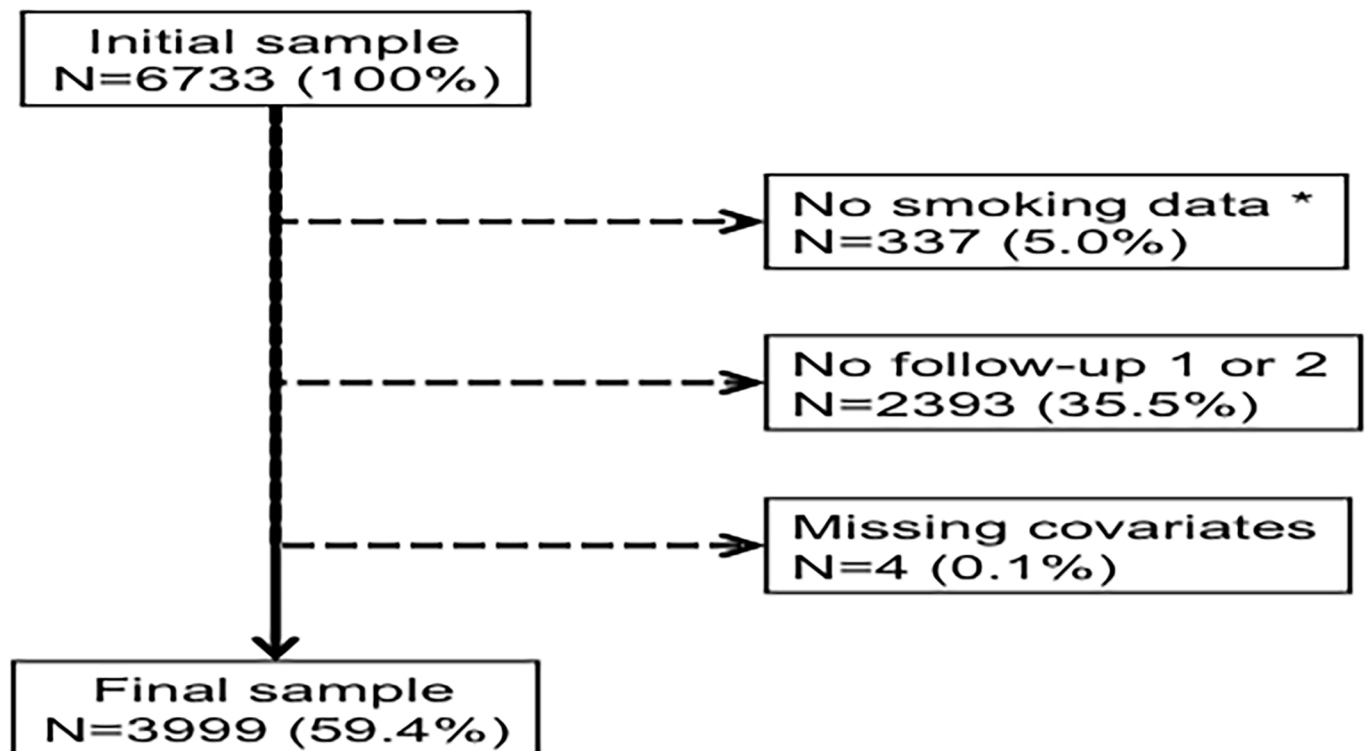 Initial sample
N=6733 (100%)
No smoking data *
N=337 (5.0%)
No follow-up 1 or 2
N=2393 (35.5%)
Missing covariates
N=4 (0.1%)
Final sample
N=3999 (59.4%)